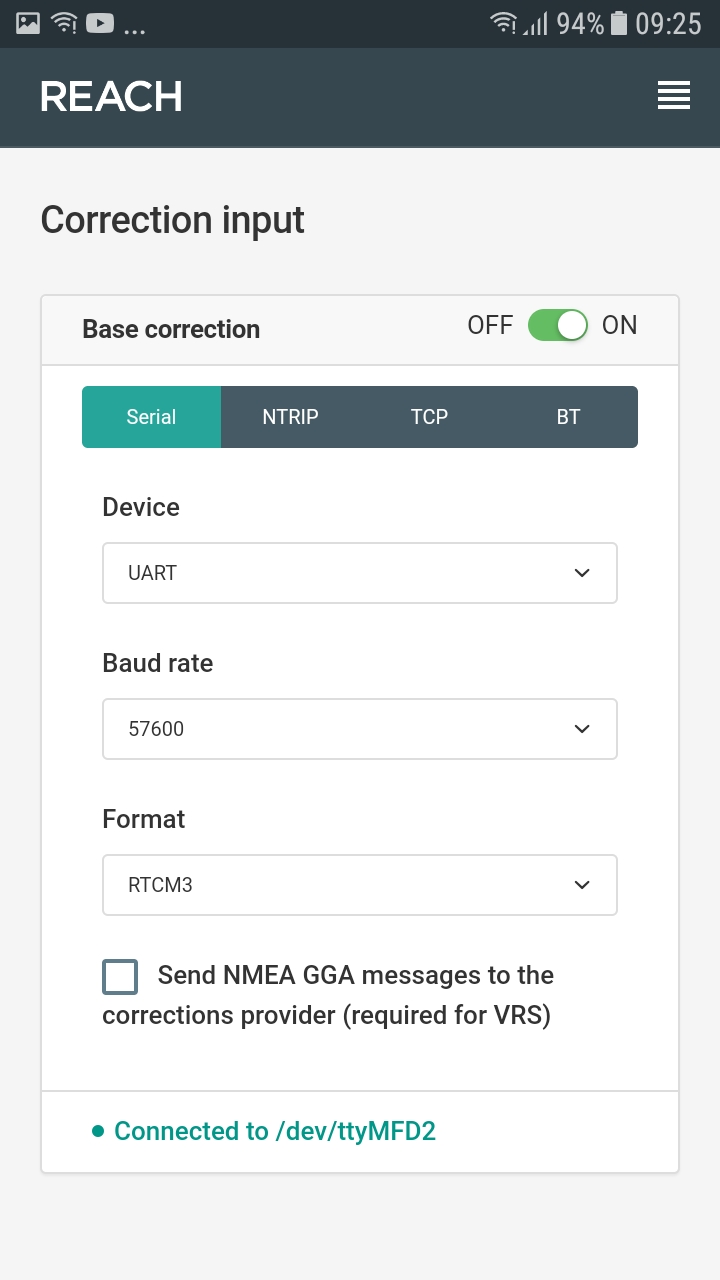 ... 94% 09:25
REACH
Correction input
Base correction OFF ON
Serial NTRIP TCP BT
Device
UART
Baud rate
57600
Format
RTCM3
Send NMEA GGA messages to the
corrections provider (required for VRS)
Connected to /dev/ttyMFD2